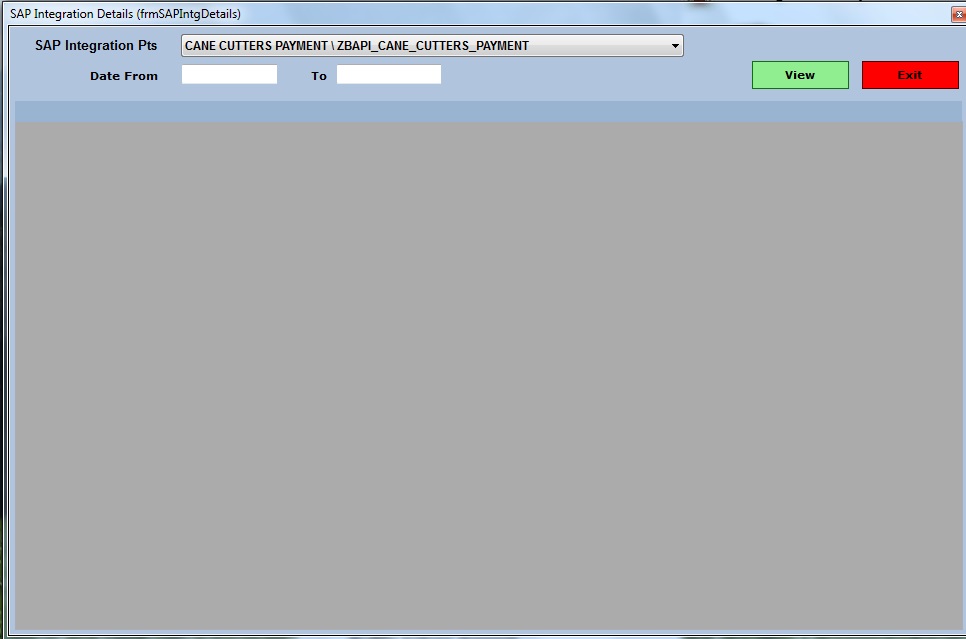 SAP Integration Details (frmSAPIntgDetails)
SAP Integration Pts CANE CUTTERS PAYMENT \ ZBAPI_CANE_CUTTERS_PAYMENT
Date From To View Exit